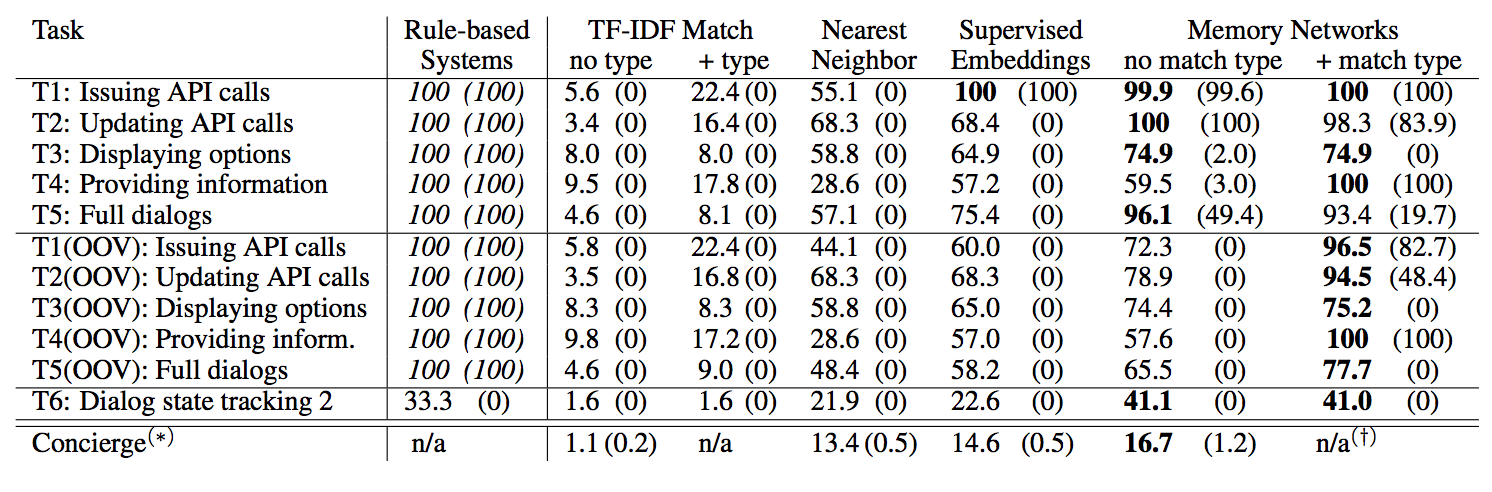 Task Rule-based TF-IDF Match Nearest Supervised Memory Networks
Systems no type + type Neighbor Embeddings no match type + match type
T1: Issuing API calls 100 (100) 5.6 (0) 22.4 (0) 55.1 (0) 100 (100) 99.9 (99.6) 100 (100)
T2: Updating API calls 100 (100) 3.4 (0) 16.4 (0) 68.3 (0) 68.4 (0) 100 (100) 98.3 (83.9)
T3: Displaying options 100 (100) 8.0 (0) 8.0 (0) 58.8 (0) 64.9 (0) 74.9 (2.0) 74.9 (0)
T4: Providing information 100 (100) 9.5 (0) 17.8 (0) 28.6 (0) 57.2 (0) 59.5 (3.0) 100 (100)
T5: Full dialogs 100 (100) 4.6 (0) 8.1 (0) 57.1 (0) 75.4 (0) 96.1 (49.4) 93.4 (19.7)
T1(OOV): Issuing API calls 100 (100) 5.8 (0) 22.4 (0) 44.1 (0) 60.0 (0) 72.3 (0) 96.5 (82.7)
T2(OOV): Updating API calls 100 (100) 3.5 (0) 16.8 (0) 68.3 (0) 68.3 (0) 78.9 (0) 94.5 (48.4)
T3(OOV): Displaying options 100 (100) 8.3 (0) 8.3 (0) 58.8 (0) 65.0 (0) 74.4 (0) 75.2 (0)
T4(OOV): Providing inform. 100 (100) 9.8 (0) 17.2 (0) 28.6 (0) 57.0 (0) 57.6 (0) 100 (100)
T5(OOV): Full dialogs 100 (100) 4.6 (0) 9.0 (0) 48.4 (0) 58.2 (0) 65.5 (0) 77.7 (0)
T6: Dialog state tracking 2 33.3 (0) 1.6 (0) 1.6 (0) 21.9 (0) 22.6 (0) 41.1 (0) 41.0 (0)
Concierge(*) n/a 1.1 (0.2) n/a 13.4 (0.5) 14.6 (0.5) 16.7 (1.2) n/a(†)